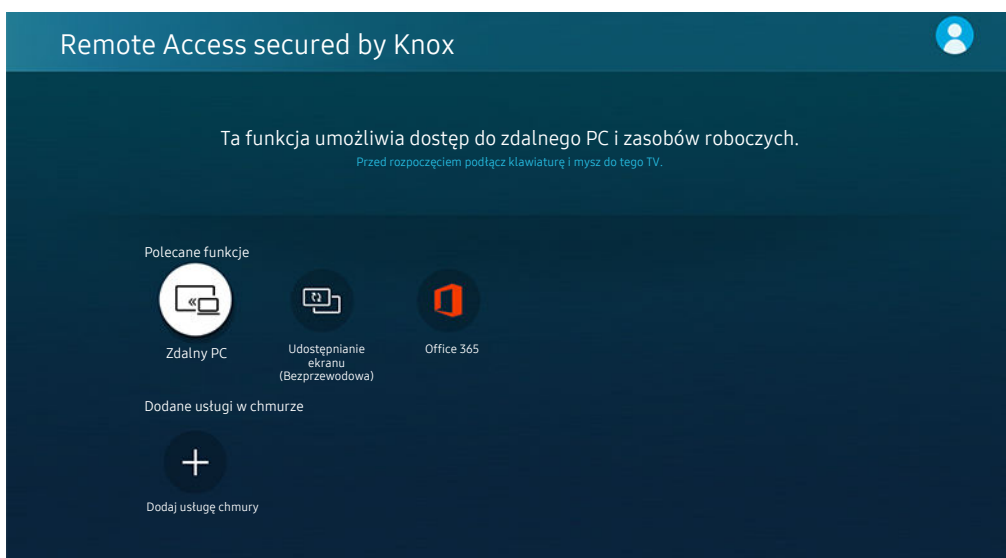 Remote Access secured by Knox
Ta funkcja umożliwia dostęp do zdalnego PC i zasobów roboczych.
Przed rozpoczęciem podłącz klawiaturę i mysz do tego TV.
Polecane funkcje
Zdalny PC
Udostępnianie
ekranu
(Bezprzewodowa)
Office 365
Dodane usługi w chmurze
Dodaj usługę chmury